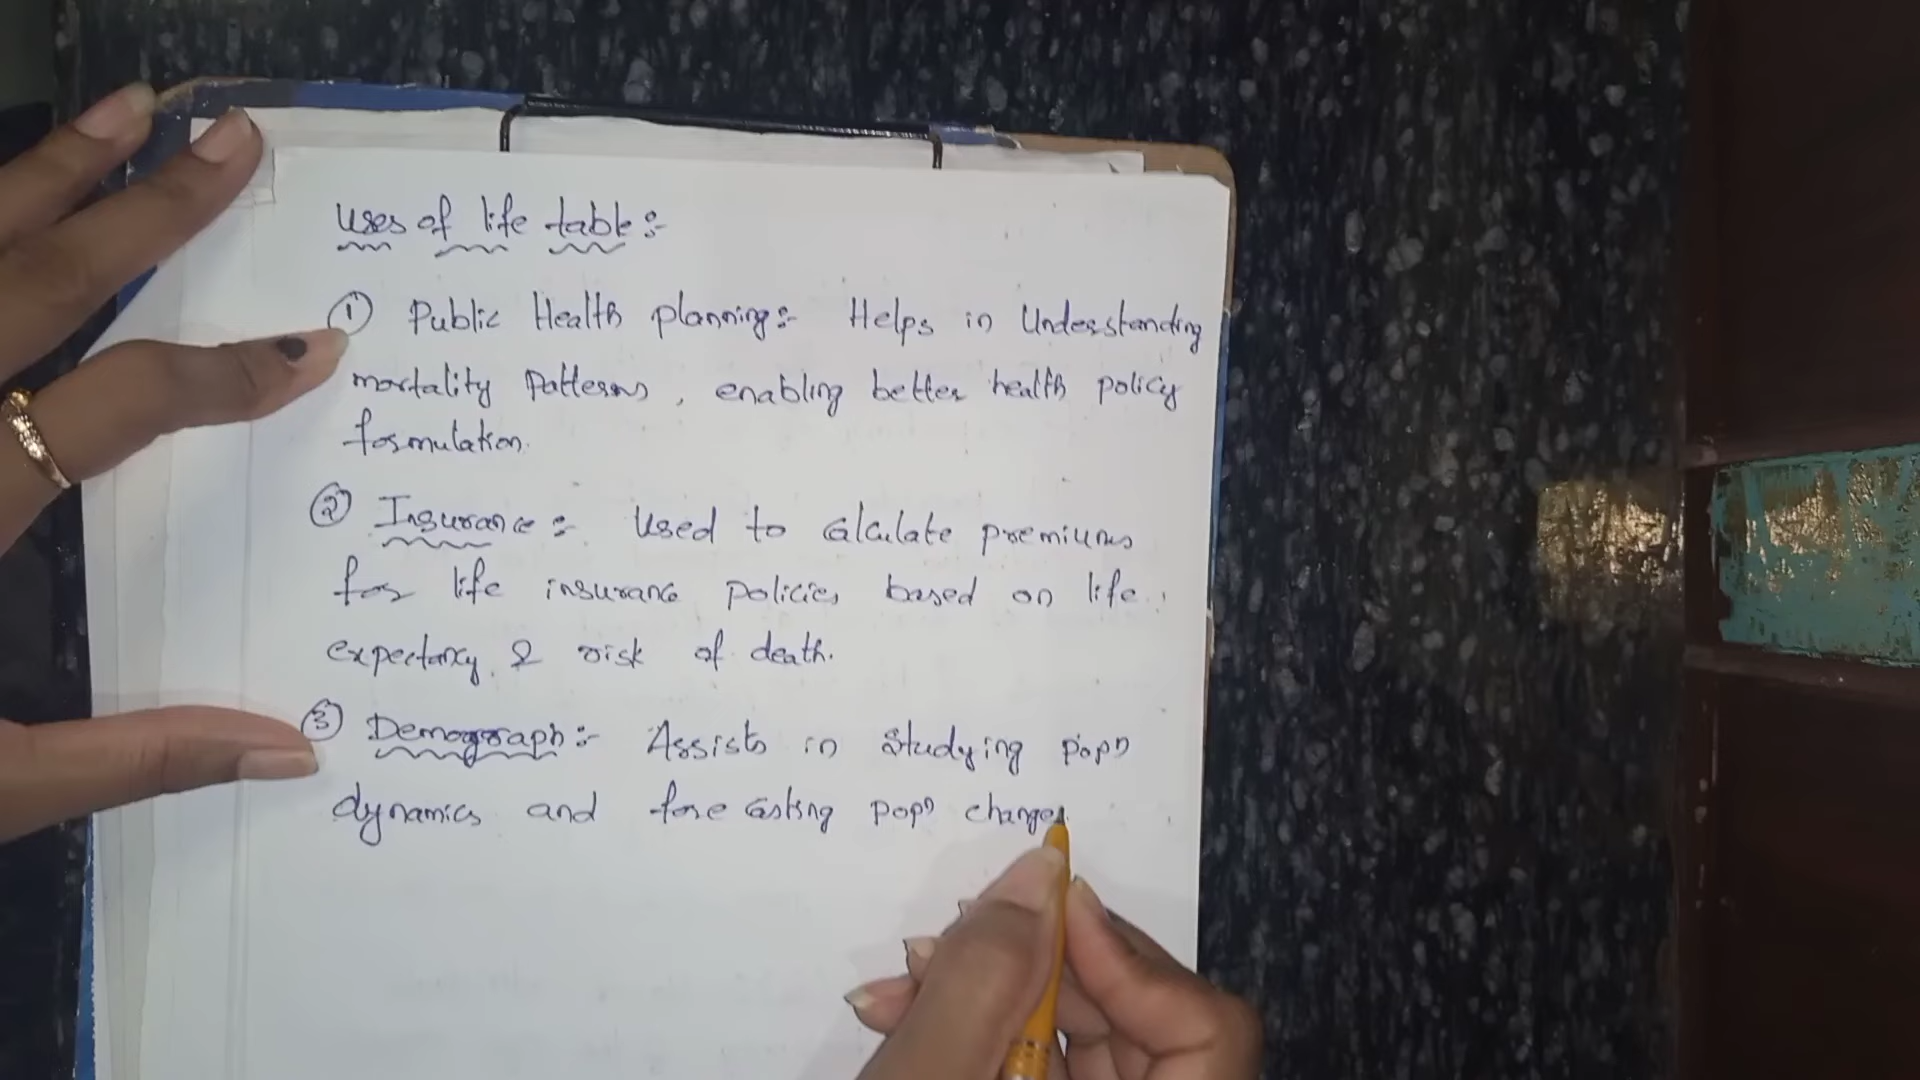 Uses of life table:-
① Public Health planning:- Helps in Understanding
mortality patterns, enabling better health policy
formulation.
② Insurance:- Used to calculate premiums
for life insurance policies based on life
expectancy & risk of death.
③ Demograph:- Assists in studying popn
dynamics and forecasting popn changes